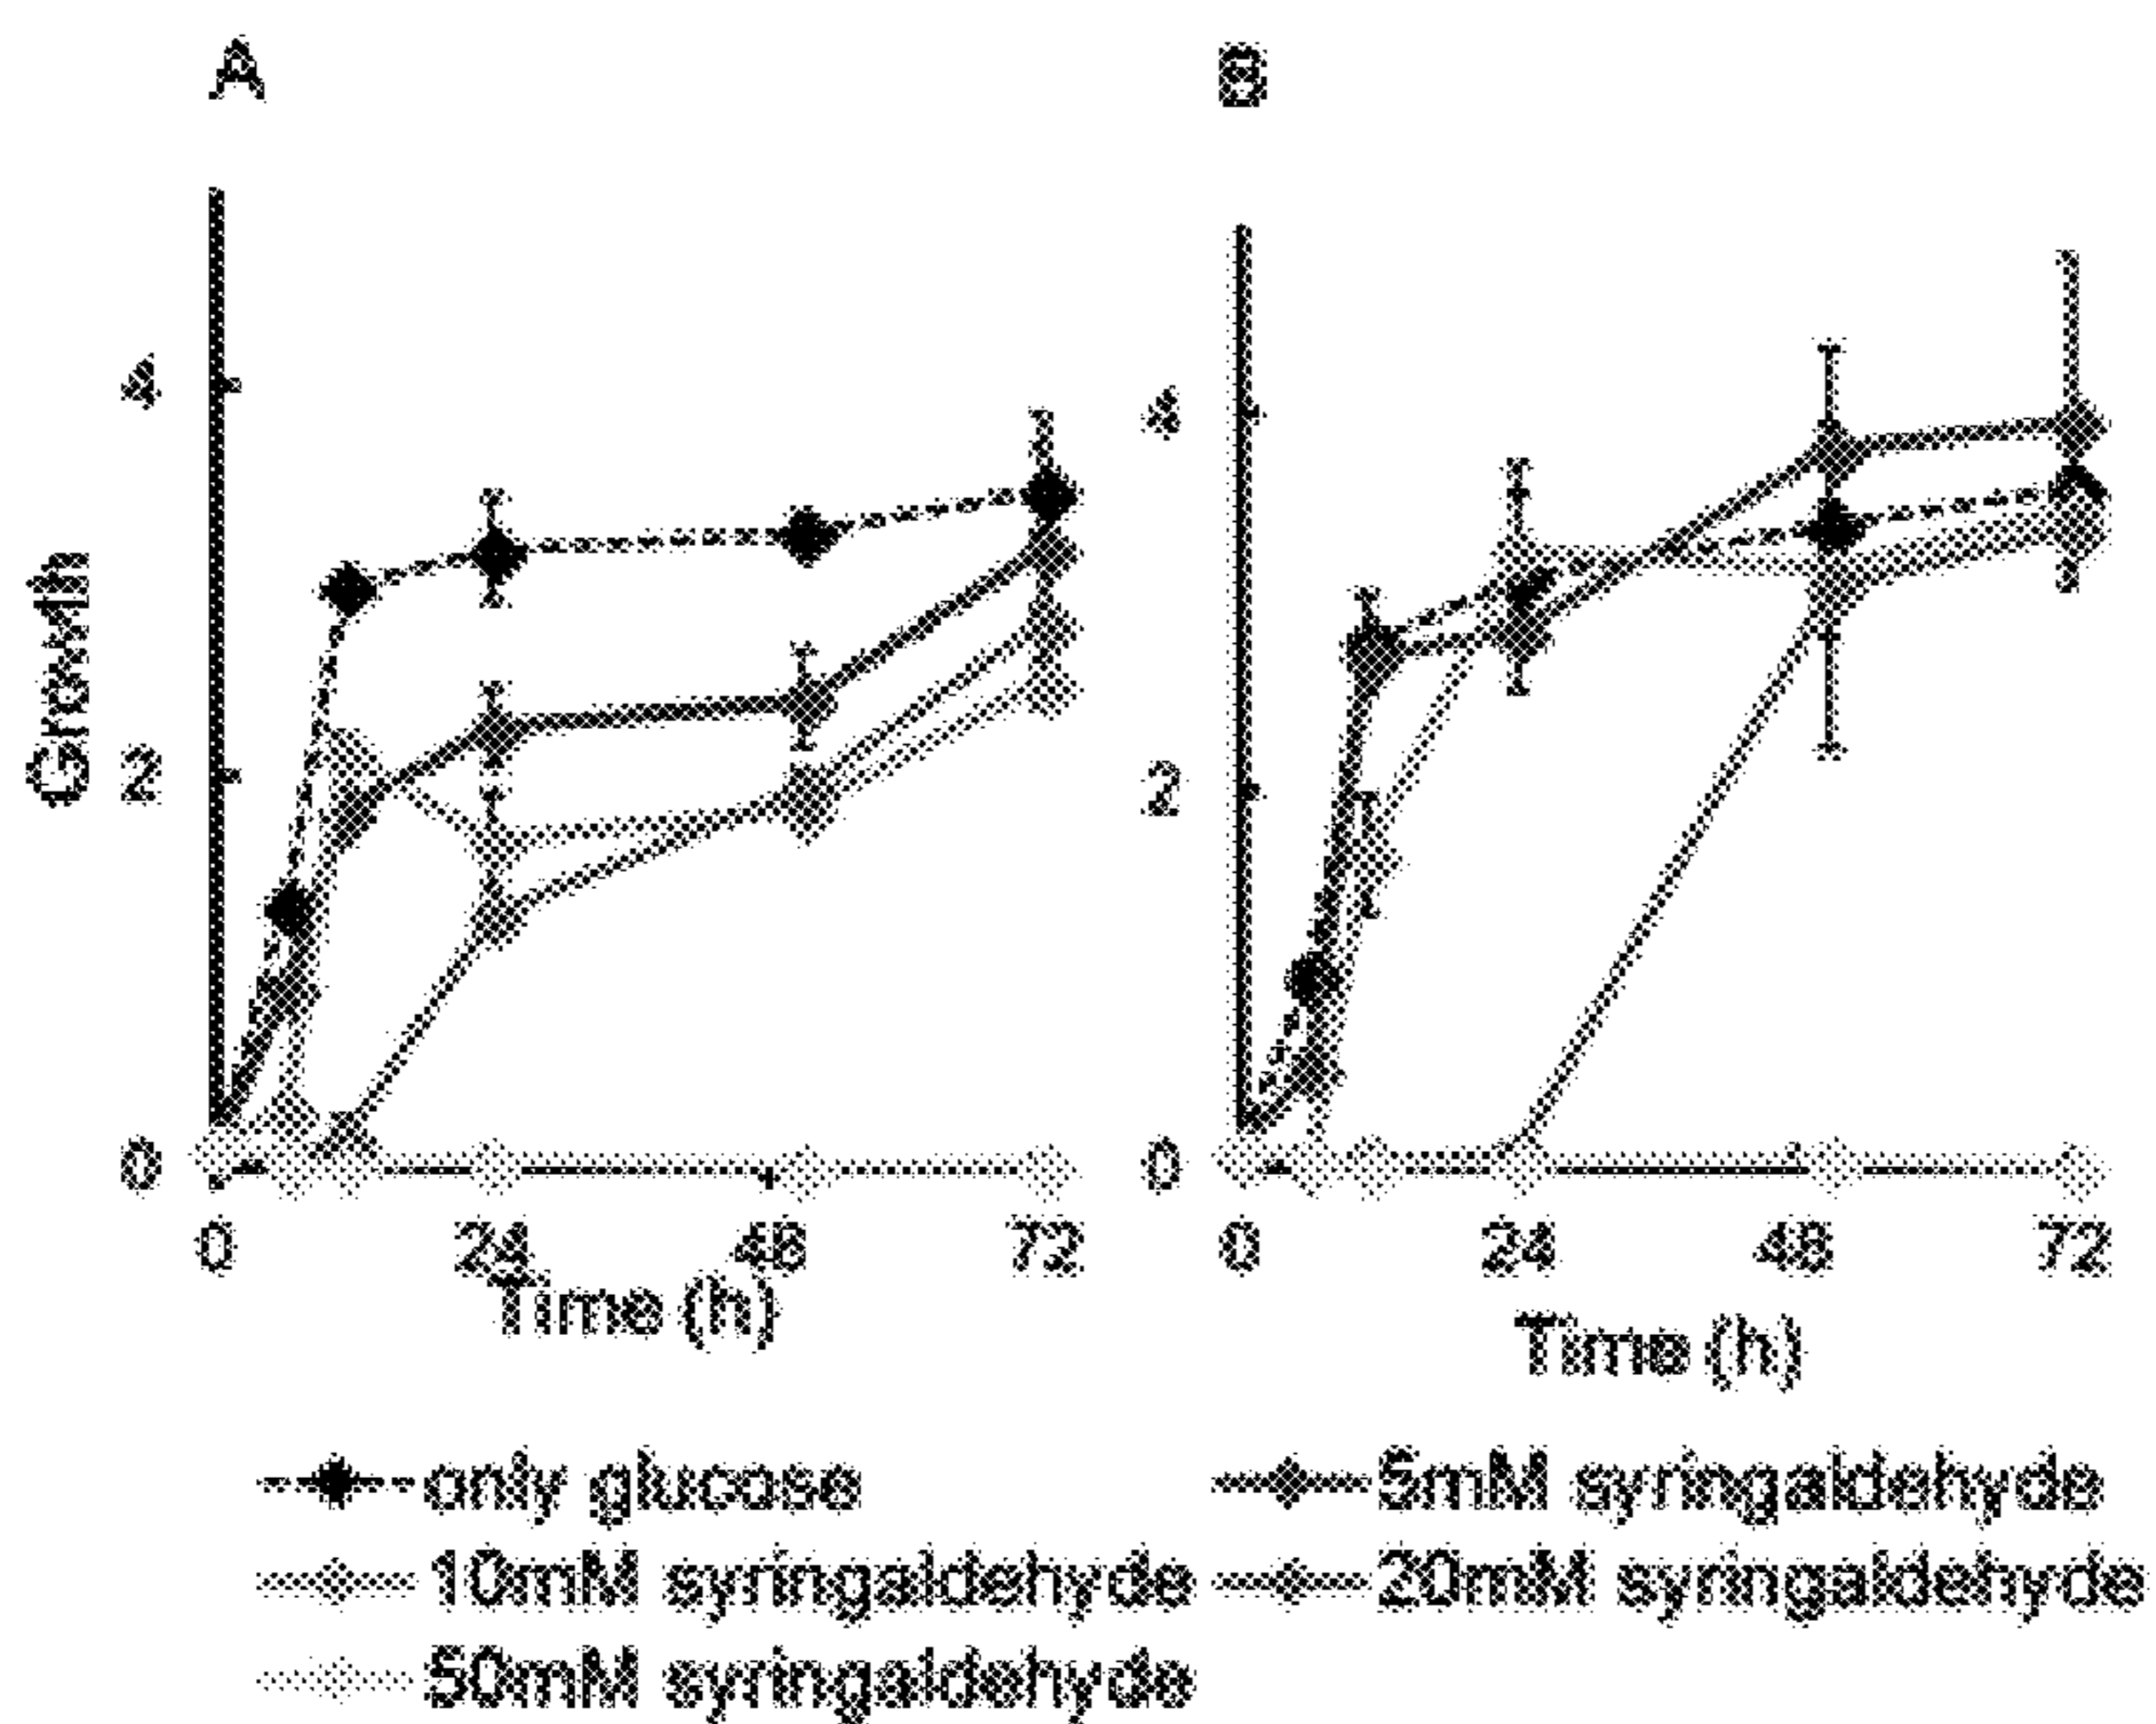 A B
Growth
4
2
0
4
2
0
0 24 48 72
Time (h)
0 24 48 72
Time (h)
only glucose
5mM syringaldehyde
10mM syringaldehyde
20mM syringaldehyde
50mM syringaldehyde